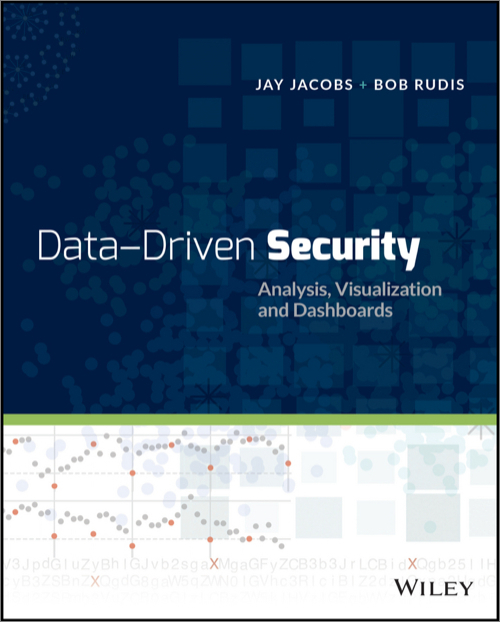 JAY JACOBS + BOB RUDIS
Data–Driven Security
Analysis, Visualization
and Dashboards
WILEY